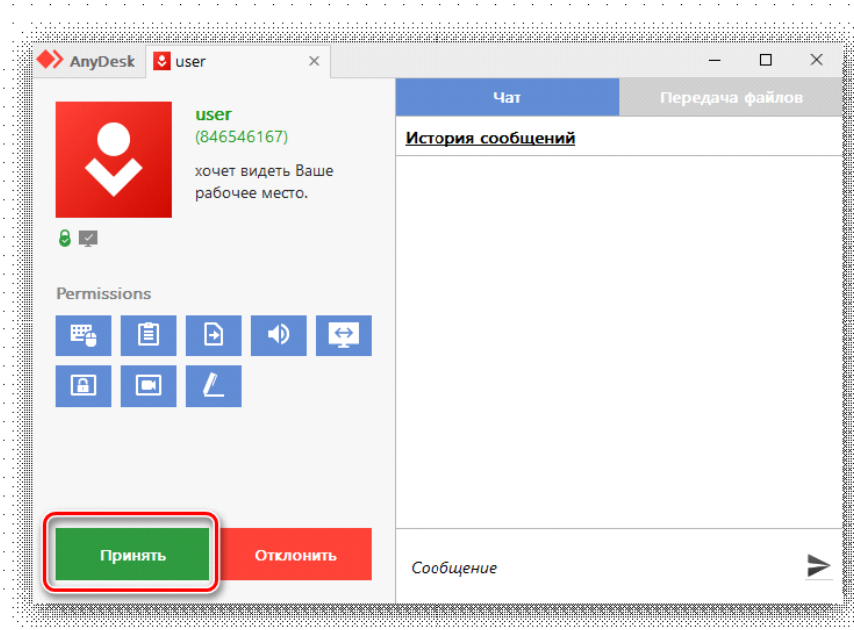 AnyDesk
user
user
(846546167)
хочет видеть Ваше
рабочее место.
Permissions
Принять
Отклонить
Чат
Передача файлов
История сообщений
Сообщение